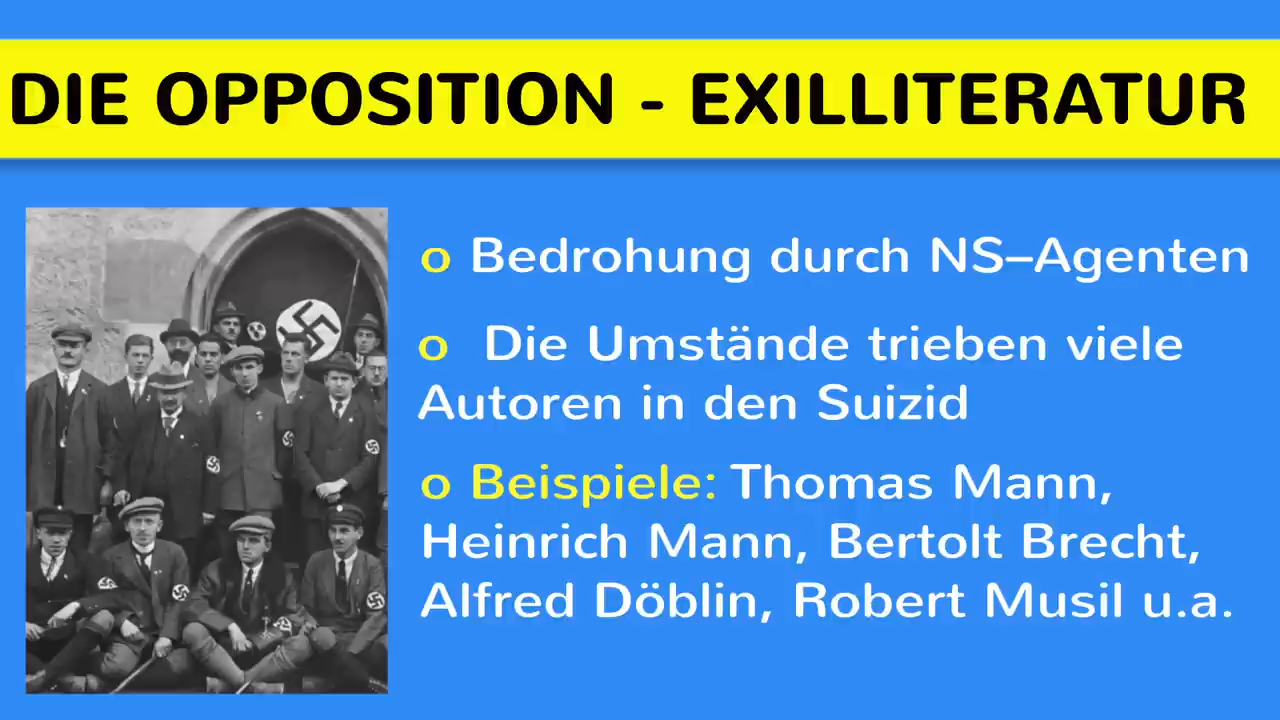 DIE OPPOSITION - EXILLITERATUR
o Bedrohung durch NS–Agenten
o Die Umstände trieben viele
Autoren in den Suizid
o Beispiele: Thomas Mann,
Heinrich Mann, Bertolt Brecht,
Alfred Döblin, Robert Musil u.a.